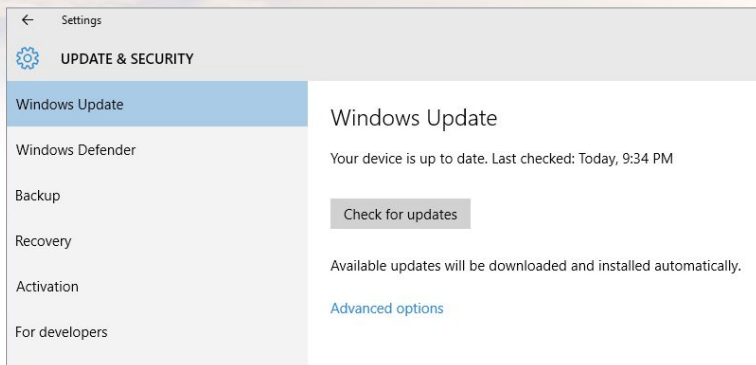 Settings
UPDATE & SECURITY
Windows Update
Windows Defender
Backup
Recovery
Activation
For developers
Windows Update
Your device is up to date. Last checked: Today, 9:34 PM
Check for updates
Available updates will be downloaded and installed automatically.
Advanced options